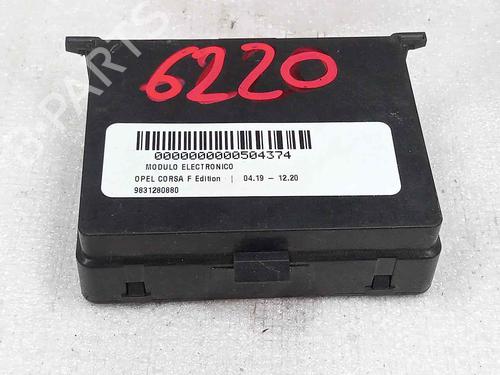 6220
0000000000504374
MODULO ELECTRONICO
OPEL CORSA F Edition | 04.19 – 12.20
9831280880
B-PARTS